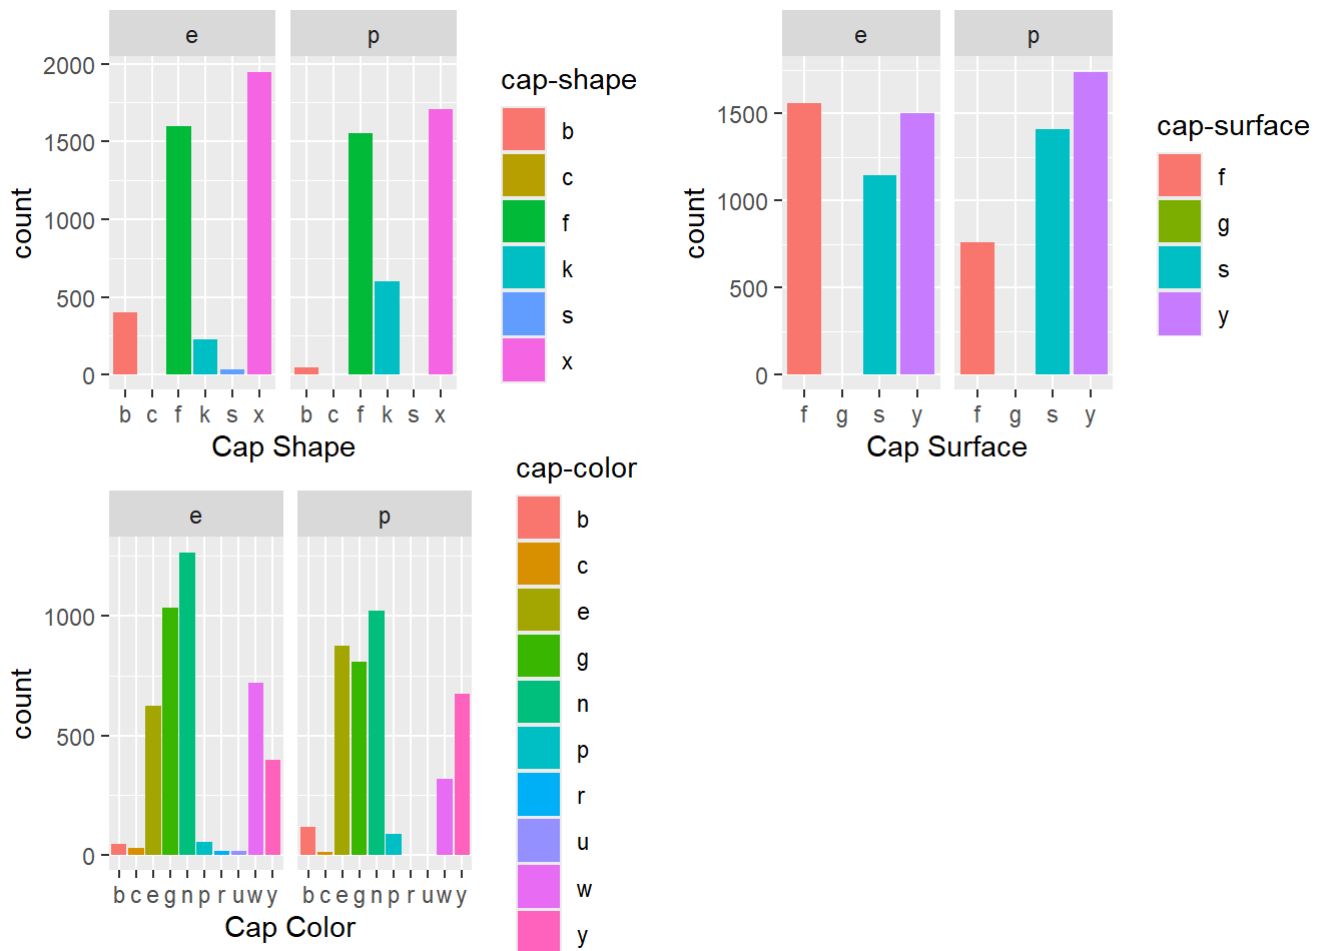 e p
2000
1500
1000
500
0
count
b c f k s x b c f k s x
Cap Shape
cap-shape
b
c
f
k
s
x
e p
1500
1000
500
0
count
f g s y f g s y
Cap Surface
cap-surface
f
g
s
y
e p
1000
500
0
count
b c e g n p r u w y b c e g n p r u w y
Cap Color
cap-color
b
c
e
g
n
p
r
u
w
y